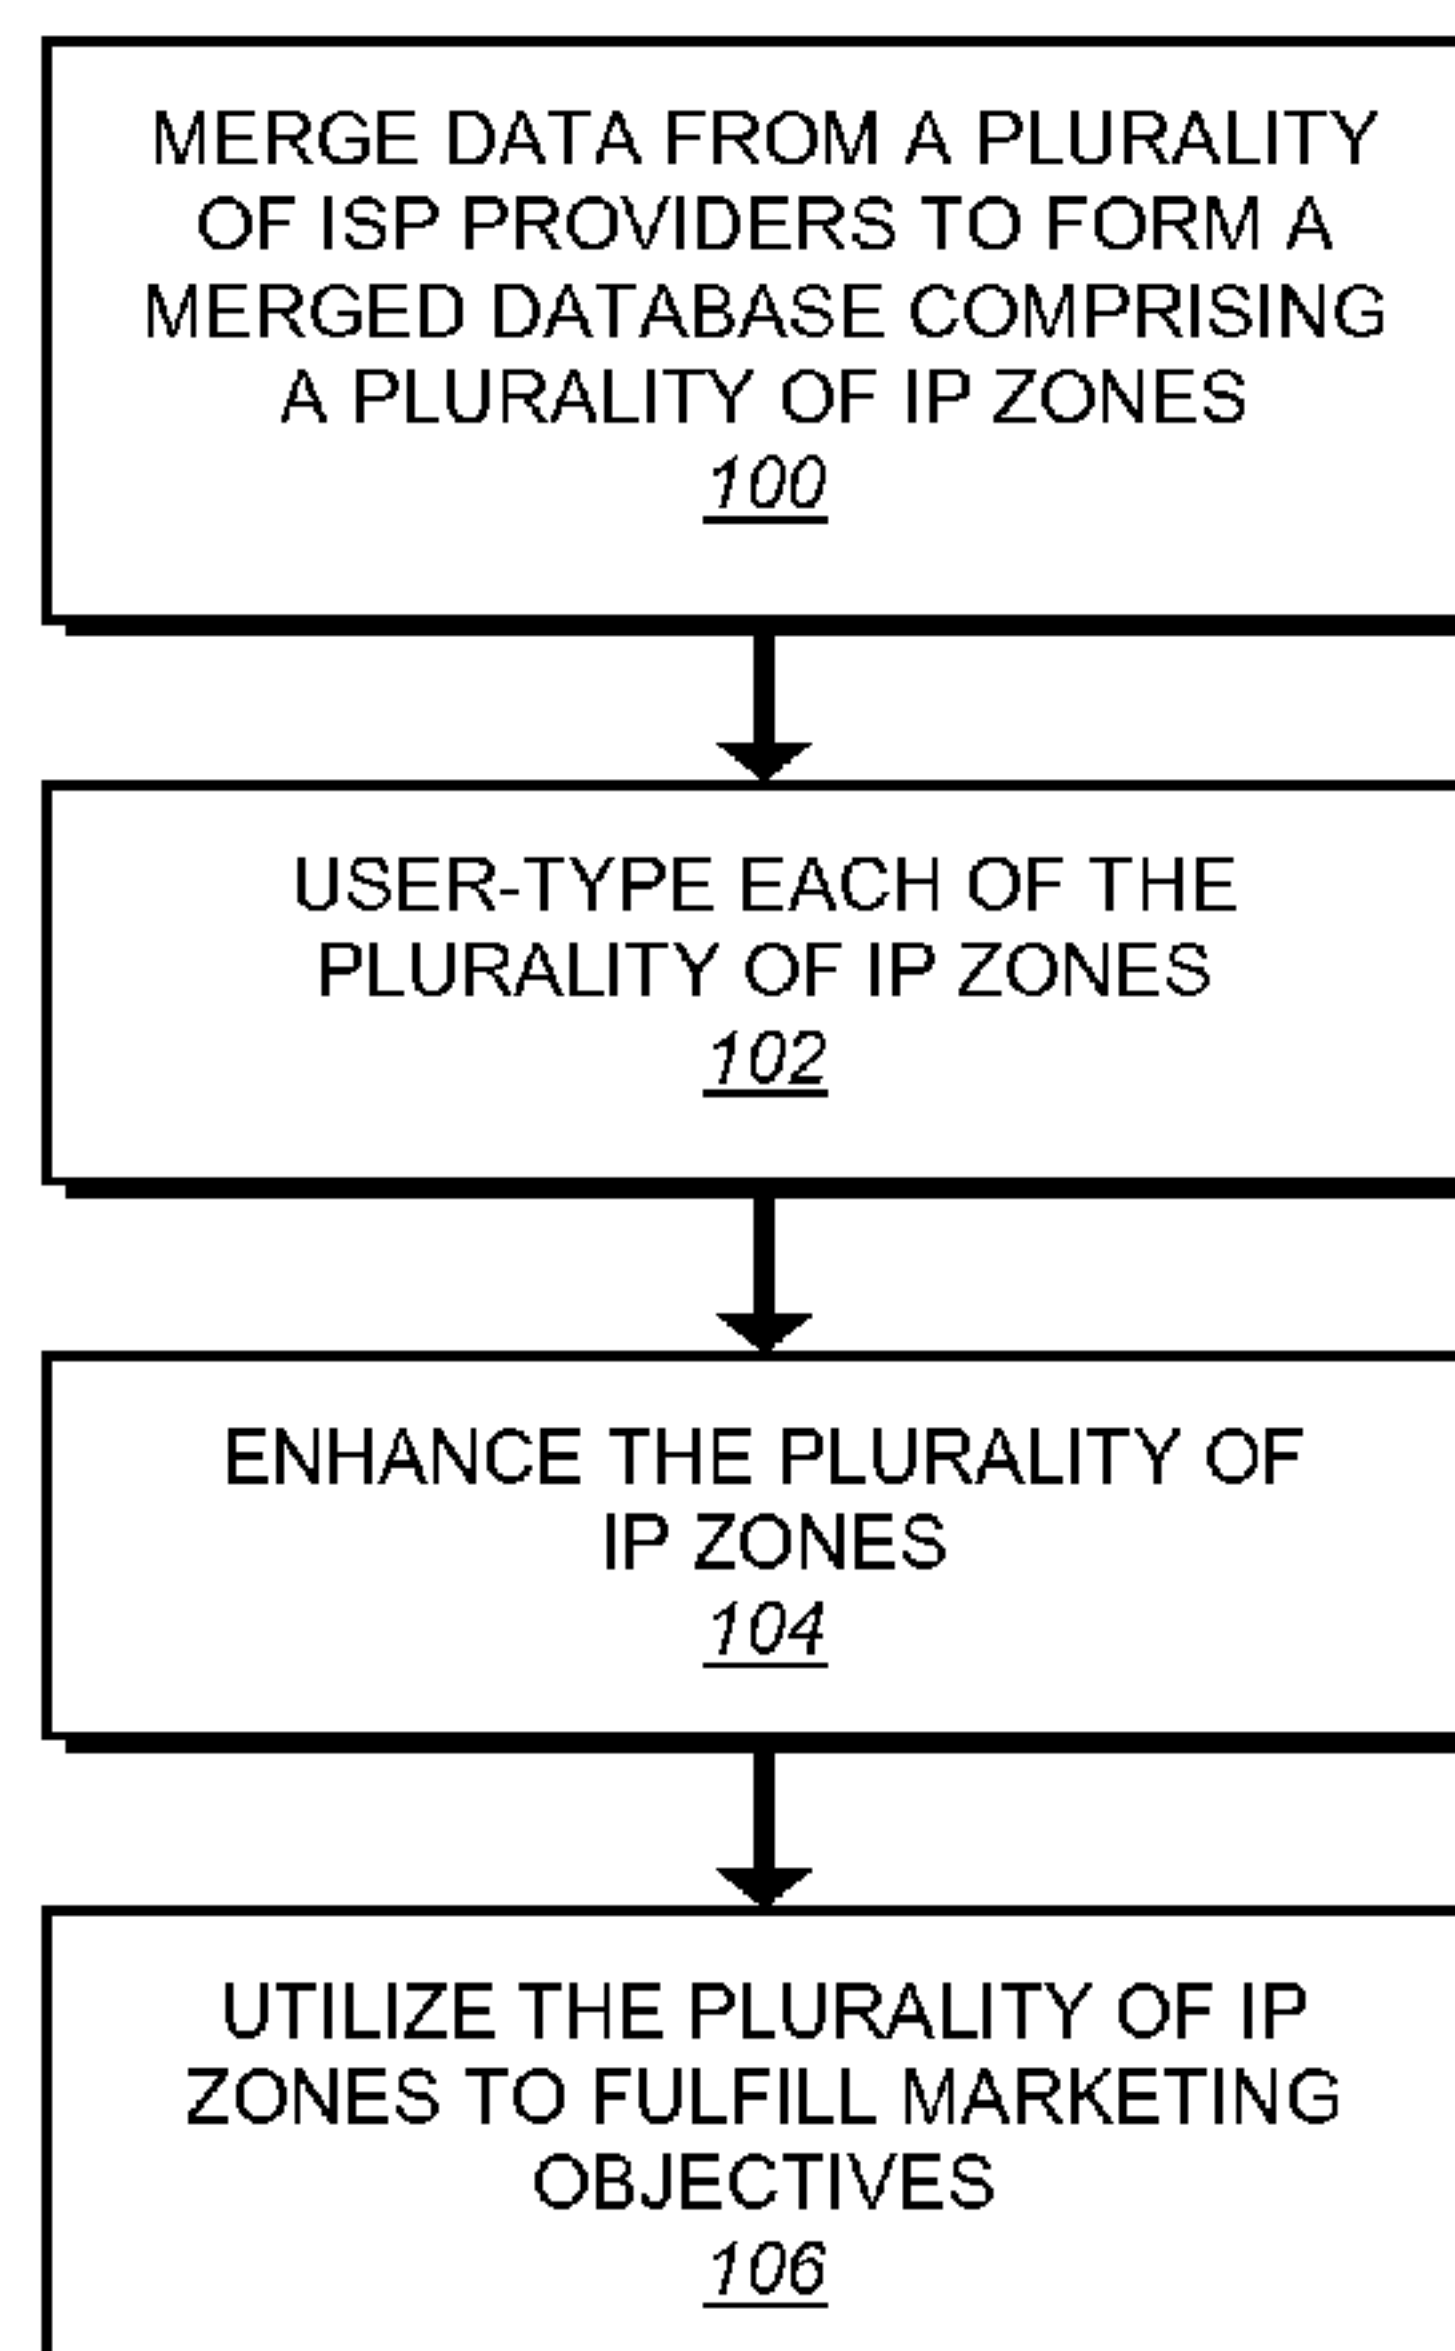 MERGE DATA FROM A PLURALITY
OF ISP PROVIDERS TO FORM A
MERGED DATABASE COMPRISING
A PLURALITY OF IP ZONES
100
USER-TYPE EACH OF THE
PLURALITY OF IP ZONES
102
ENHANCE THE PLURALITY OF
IP ZONES
104
UTILIZE THE PLURALITY OF IP
ZONES TO FULFILL MARKETING
OBJECTIVES
106